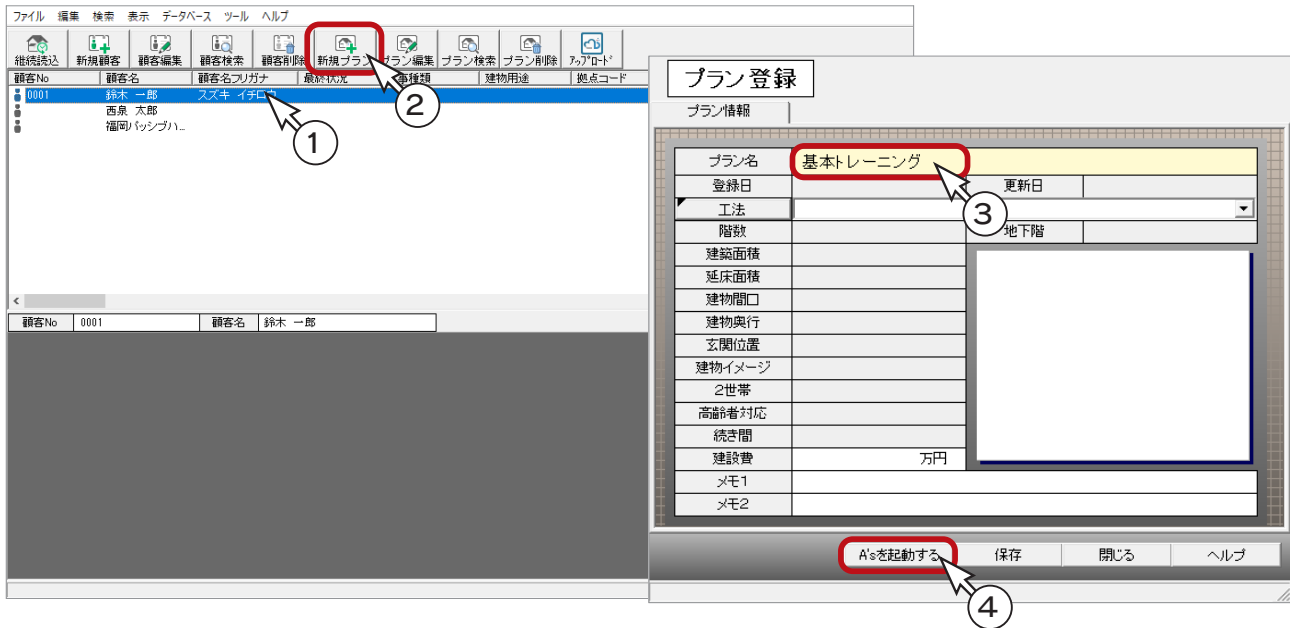 ファイル 編集 検索 表示 データベース ツール ヘルプ
継続読込 新規顧客 顧客編集 顧客検索 顧客削除 新規プラン プラン編集 プラン検索 プラン削除 アップロード
顧客No 顧客名 顧客名フリガナ 最終状況 事種類 建物用途 拠点コード
0001 鈴木 一郎 スズキ イチロウ
西泉 太郎
福岡パッシブハ...
①
②
顧客No 0001 顧客名 鈴木 一郎
プラン登録
プラン情報
プラン名 基本トレーニング
登録日 更新日
③
工法
階数 地下階
建築面積
延床面積
建物間口
建物奥行
玄関位置
建物イメージ
2世帯
高齢者対応
続き間
建設費 万円
メモ1
メモ2
A'sを起動する 保存 閉じる ヘルプ
④